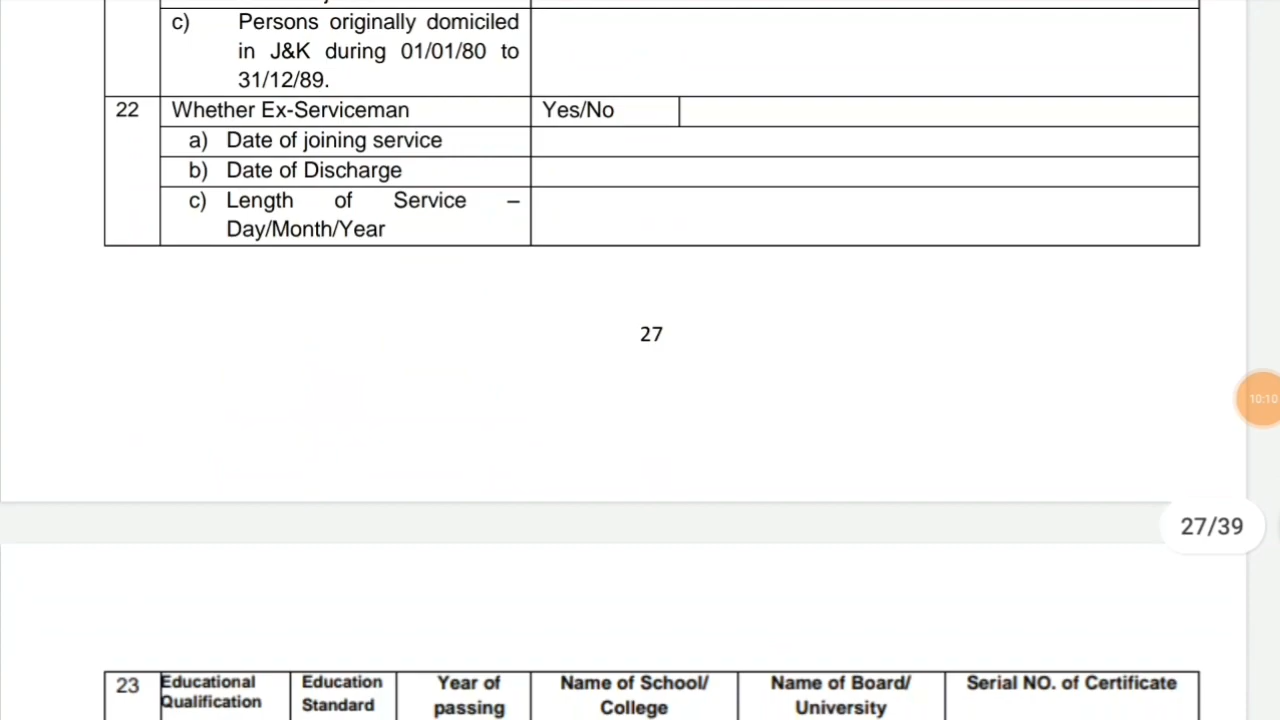 c) Persons originally domiciled
in J&K during 01/01/80 to
31/12/89.
22 Whether Ex-Serviceman Yes/No
a) Date of joining service
b) Date of Discharge
c) Length of Service –
Day/Month/Year
27
10:10
27/39
23 Educational Qualification Education Standard Year of passing Name of School/ College Name of Board/ University Serial NO. of Certificate